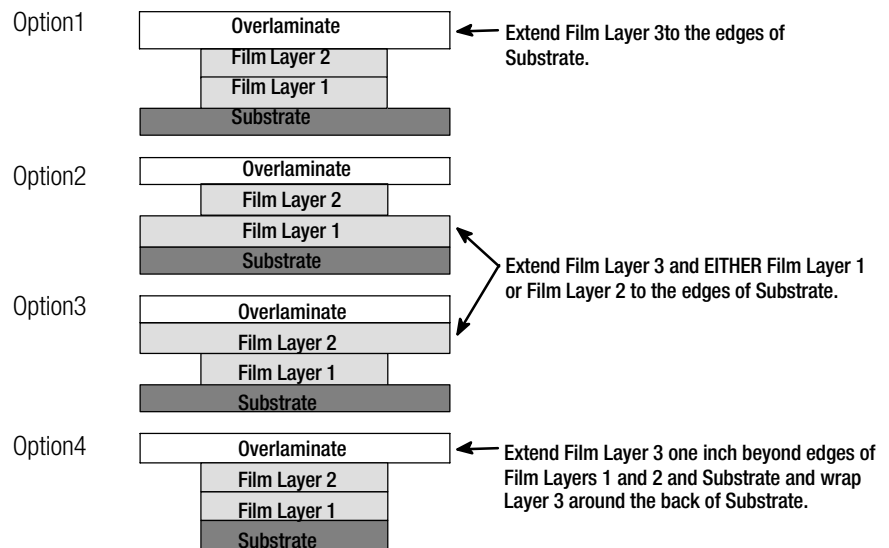 Option1
Overlaminate
Film Layer 2
Film Layer 1
Substrate
Extend Film Layer 3to the edges of
Substrate.
Option2
Overlaminate
Film Layer 2
Film Layer 1
Substrate
Extend Film Layer 3 and EITHER Film Layer 1
or Film Layer 2 to the edges of Substrate.
Option3
Overlaminate
Film Layer 2
Film Layer 1
Substrate
Option4
Overlaminate
Film Layer 2
Film Layer 1
Substrate
Extend Film Layer 3 one inch beyond edges of
Film Layers 1 and 2 and Substrate and wrap
Layer 3 around the back of Substrate.